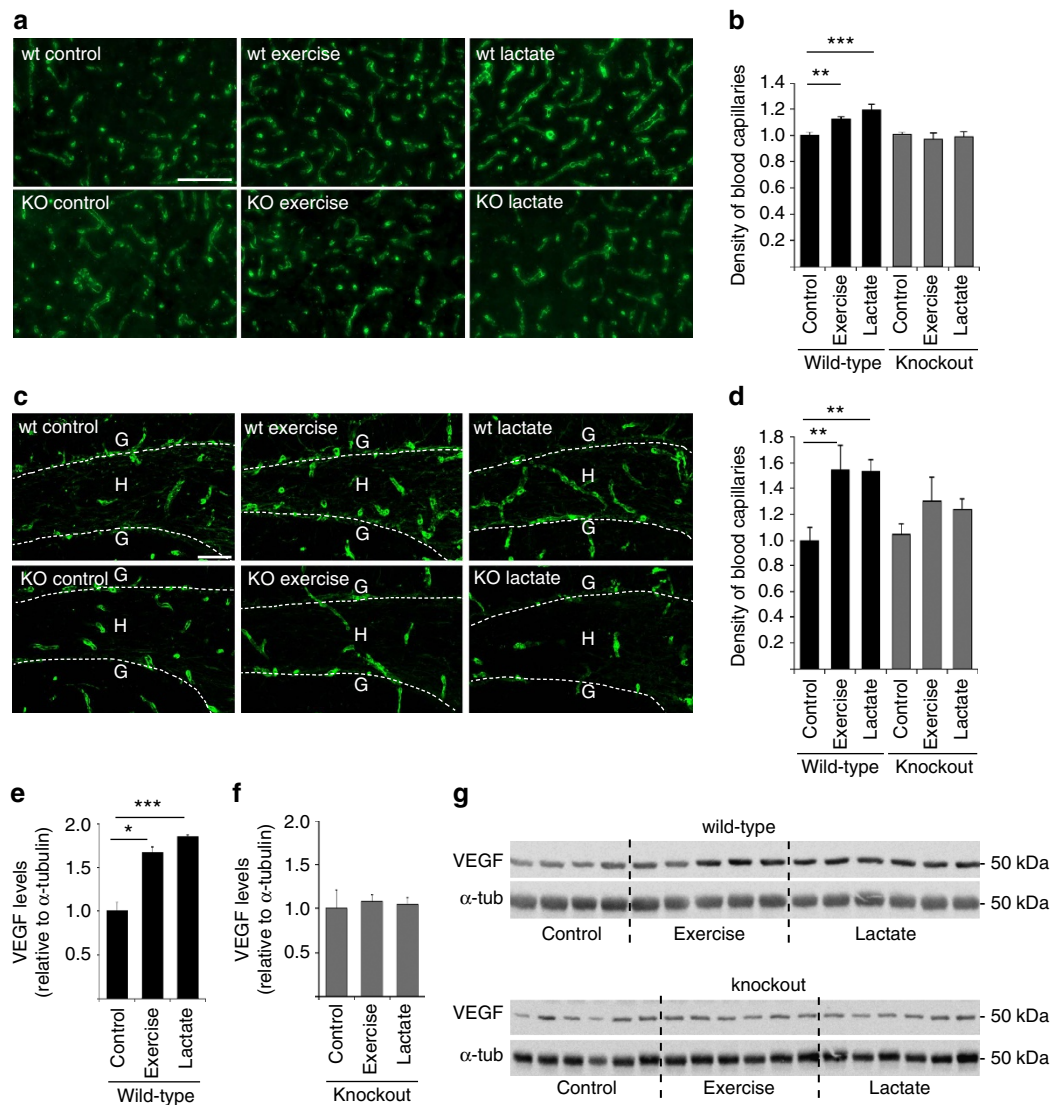 a
wt control
wt exercise
wt lactate
KO control
KO exercise
KO lactate
b
***
**
Density of blood capillaries
1.4
1.2
1.0
0.8
0.6
0.4
0.2
Control
Exercise
Lactate
Control
Exercise
Lactate
Wild-type
Knockout
c
wt control
G
H
G
wt exercise
G
H
G
wt lactate
G
H
G
KO control
G
H
G
KO exercise
G
H
G
KO lactate
G
H
G
d
**
**
Density of blood capillaries
1.8
1.6
1.4
1.2
1.0
0.8
0.6
0.4
0.2
Control
Exercise
Lactate
Control
Exercise
Lactate
Wild-type
Knockout
e
***
*
VEGF levels
(relative to α-tubulin)
2.0
1.5
1.0
0.5
Control
Exercise
Lactate
Wild-type
f
VEGF levels
(relative to α-tubulin)
2.0
1.5
1.0
0.5
Control
Exercise
Lactate
Knockout
g
wild-type
VEGF
- 50 kDa
α-tub
- 50 kDa
Control
Exercise
Lactate
knockout
VEGF
- 50 kDa
α-tub
- 50 kDa
Control
Exercise
Lactate